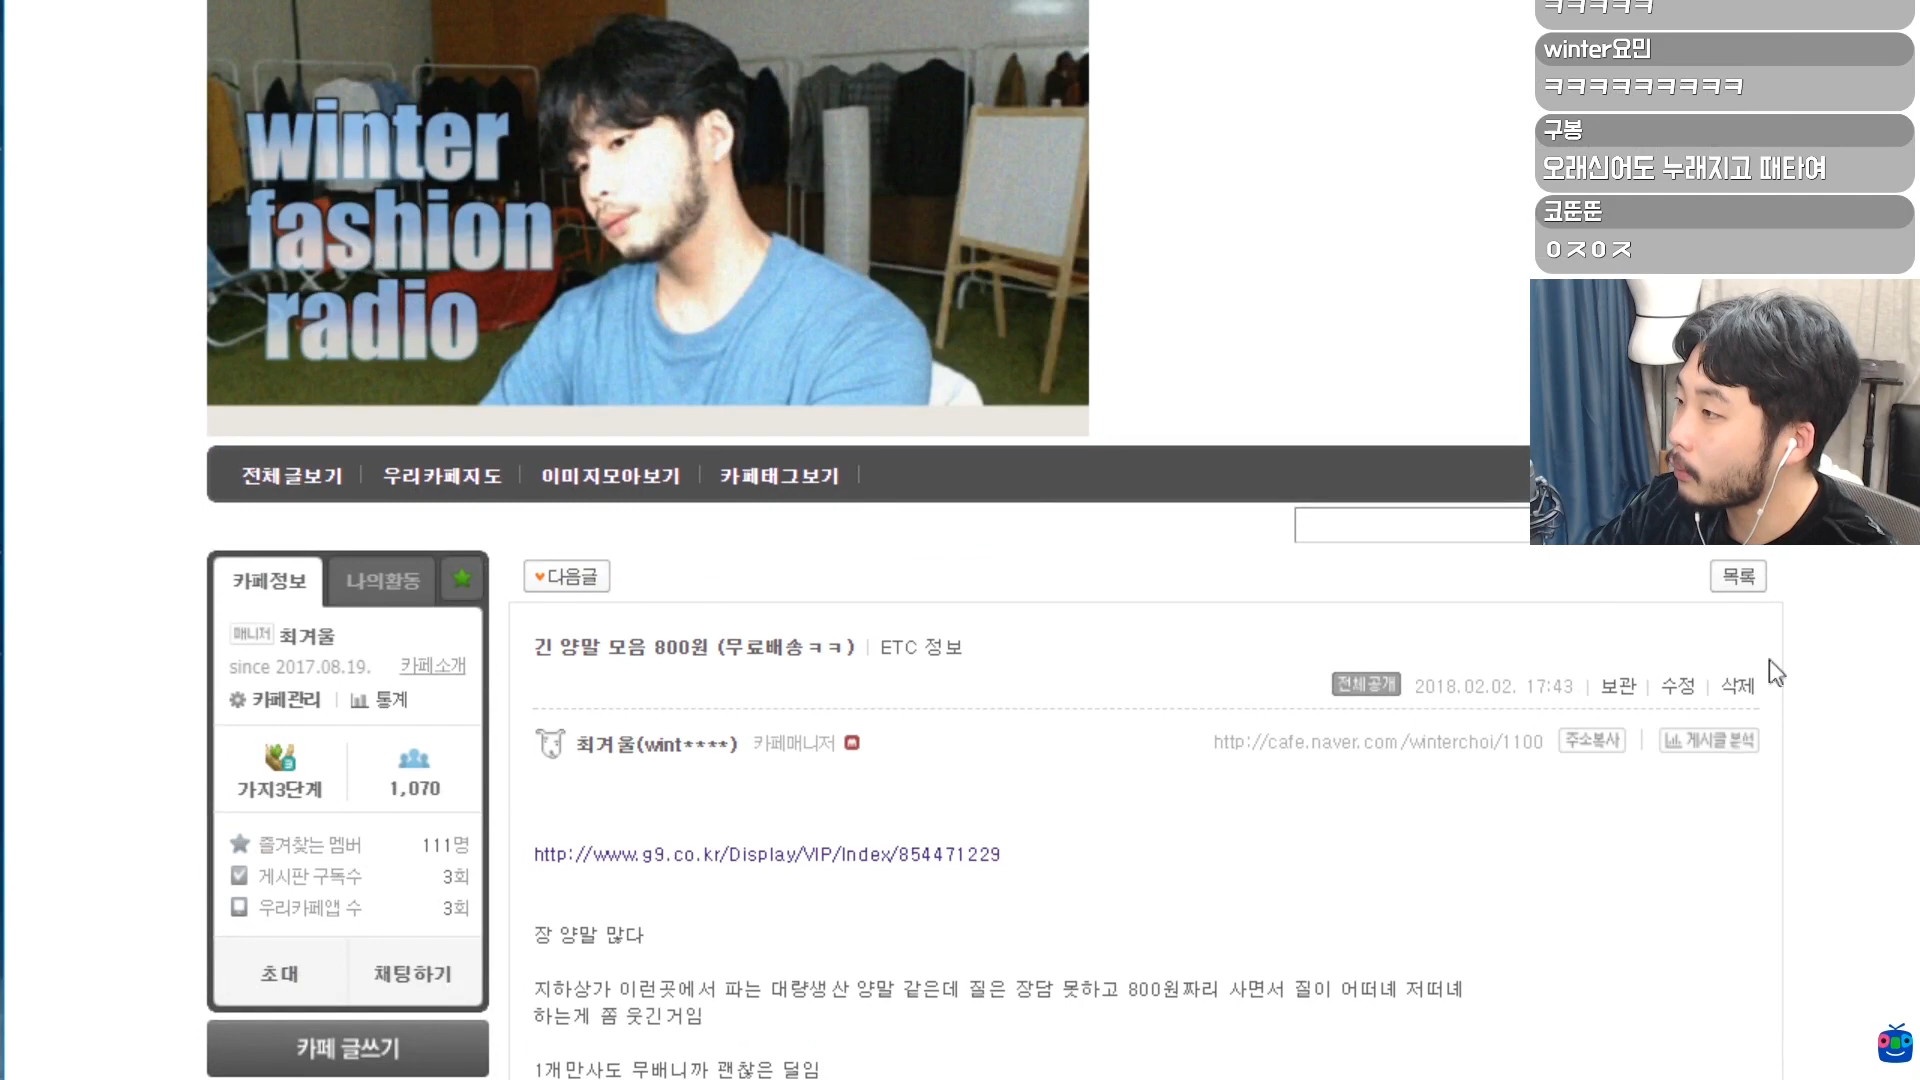 winter
fashion
radio
ㅋㅋㅋㅋㅋ
winter요민
ㅋㅋㅋㅋㅋㅋㅋㅋㅋ
구봉
오래신어도 누래지고 때타여
코뚠뚠
ㅇㅈㅇㅈ
전체글보기
우리카페지도
이미지모아보기
카페태그보기
카페정보
나의활동
매니저 최겨울
since 2017.08.19. 카페소개
카페관리 통계
가지3단계 1,070
즐겨찾는 멤버 111명
게시판 구독수 3회
우리카페앱 수 3회
초대 채팅하기
카페 글쓰기
다음글
목록
긴 양말 모음 800원 (무료배송ㅋㅋ) | ETC 정보
전체공개 2018.02.02. 17:43 | 보관 | 수정 | 삭제
최겨울(wint****) 카페매니저
http://cafe.naver.com/winterchoi/1100 주소복사 | 게시글 분석
http://www.g9.co.kr/Display/VIP/Index/854471229
장 양말 많다
지하상가 이런곳에서 파는 대량생산 양말 같은데 질은 장담 못하고 800원짜리 사면서 질이 어떠네 저떠네
하는게 쫌 웃긴거임
1개만사도 무배니까 괜찮은 딜임